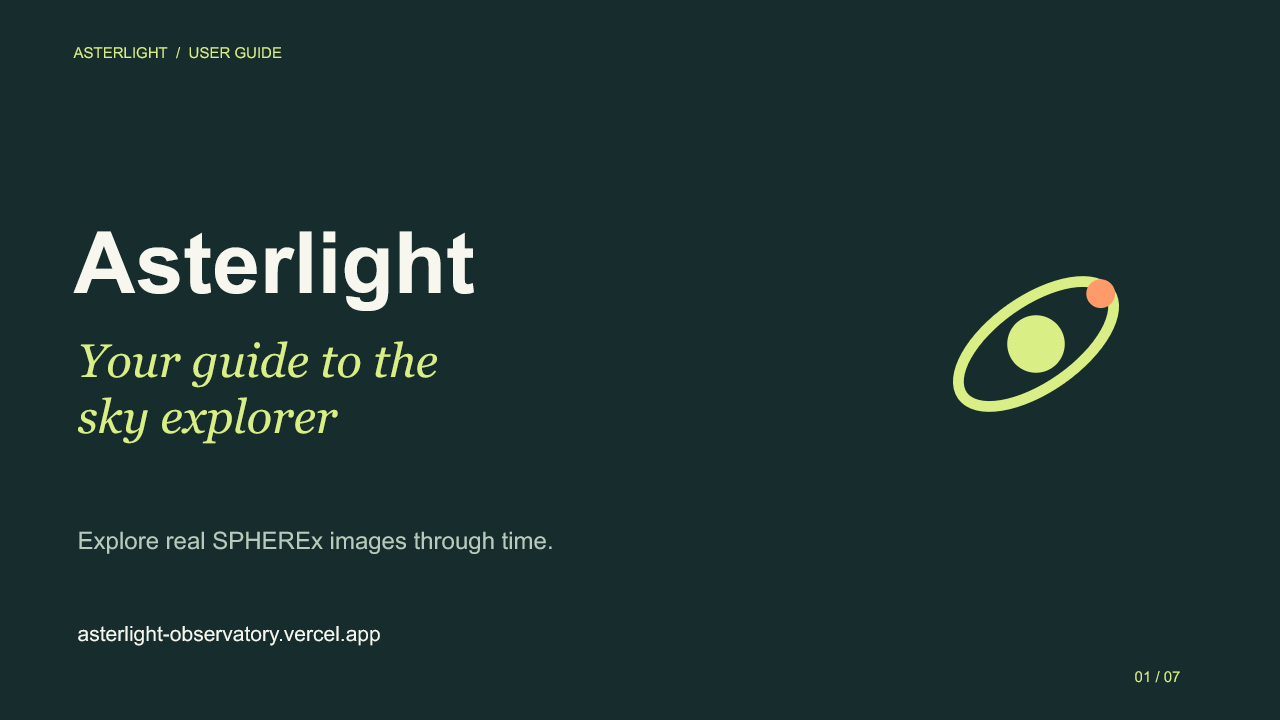 ASTERLIGHT / USER GUIDE
Asterlight
Your guide to the
sky explorer
Explore real SPHEREx images through time.
asterlight-observatory.vercel.app
01 / 07